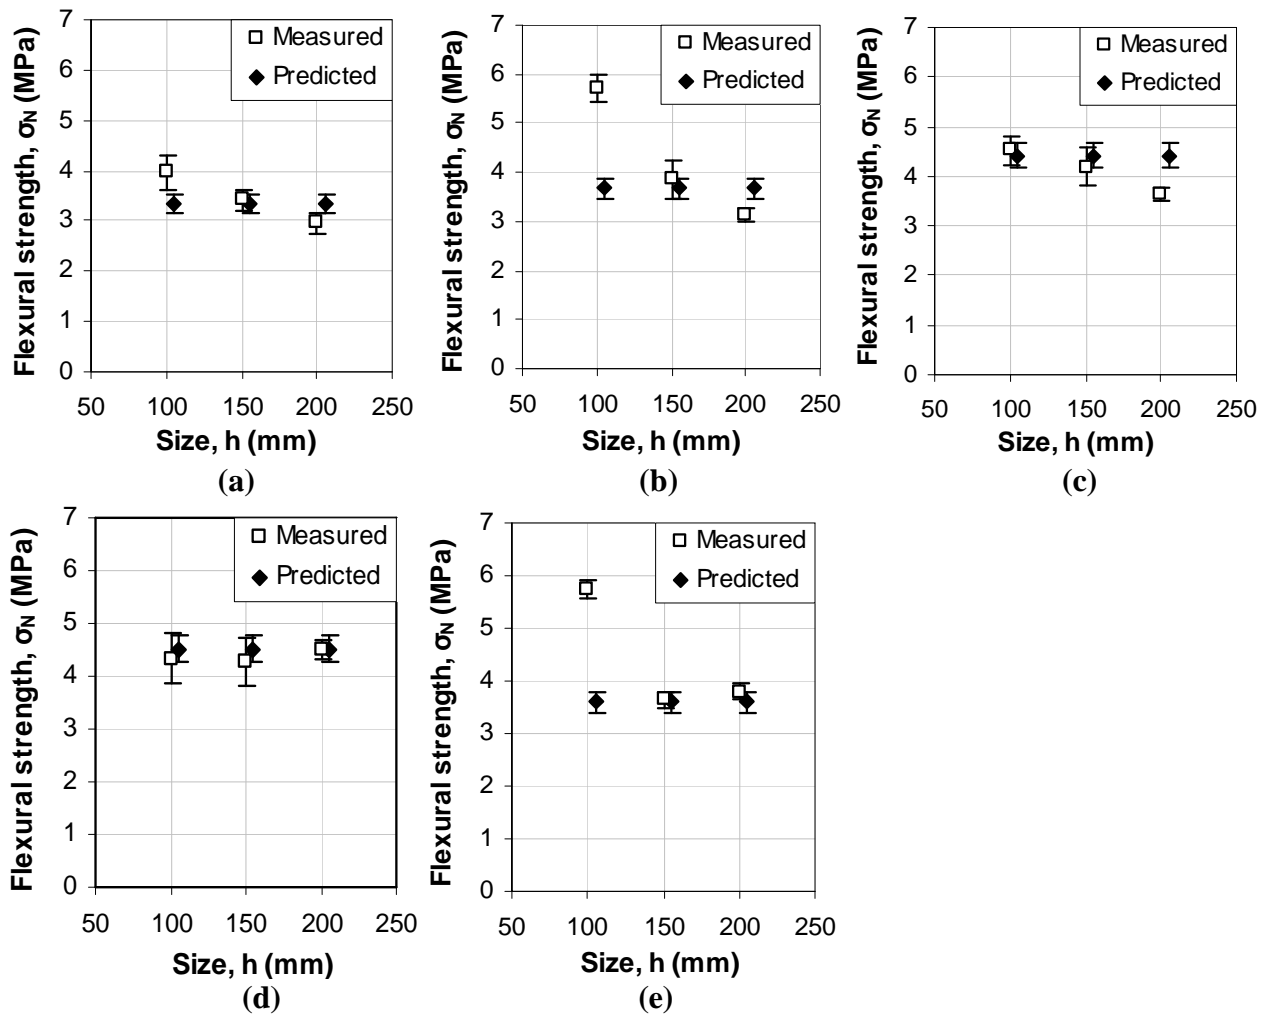 Flexural strength, σN (MPa)
7
6
5
4
3
2
1
0
Measured
Predicted
50 100 150 200 250
Size, h (mm)
(a)
Flexural strength, σN (MPa)
7
6
5
4
3
2
1
0
Measured
Predicted
50 100 150 200 250
Size, h (mm)
(b)
Flexural strength, σN (MPa)
7
6
5
4
3
2
1
0
Measured
Predicted
50 100 150 200 250
Size, h (mm)
(c)
Flexural strength, σN (MPa)
7
6
5
4
3
2
1
0
Measured
Predicted
50 100 150 200 250
Size, h (mm)
(d)
Flexural strength, σN (MPa)
7
6
5
4
3
2
1
0
Measured
Predicted
50 100 150 200 250
Size, h (mm)
(e)